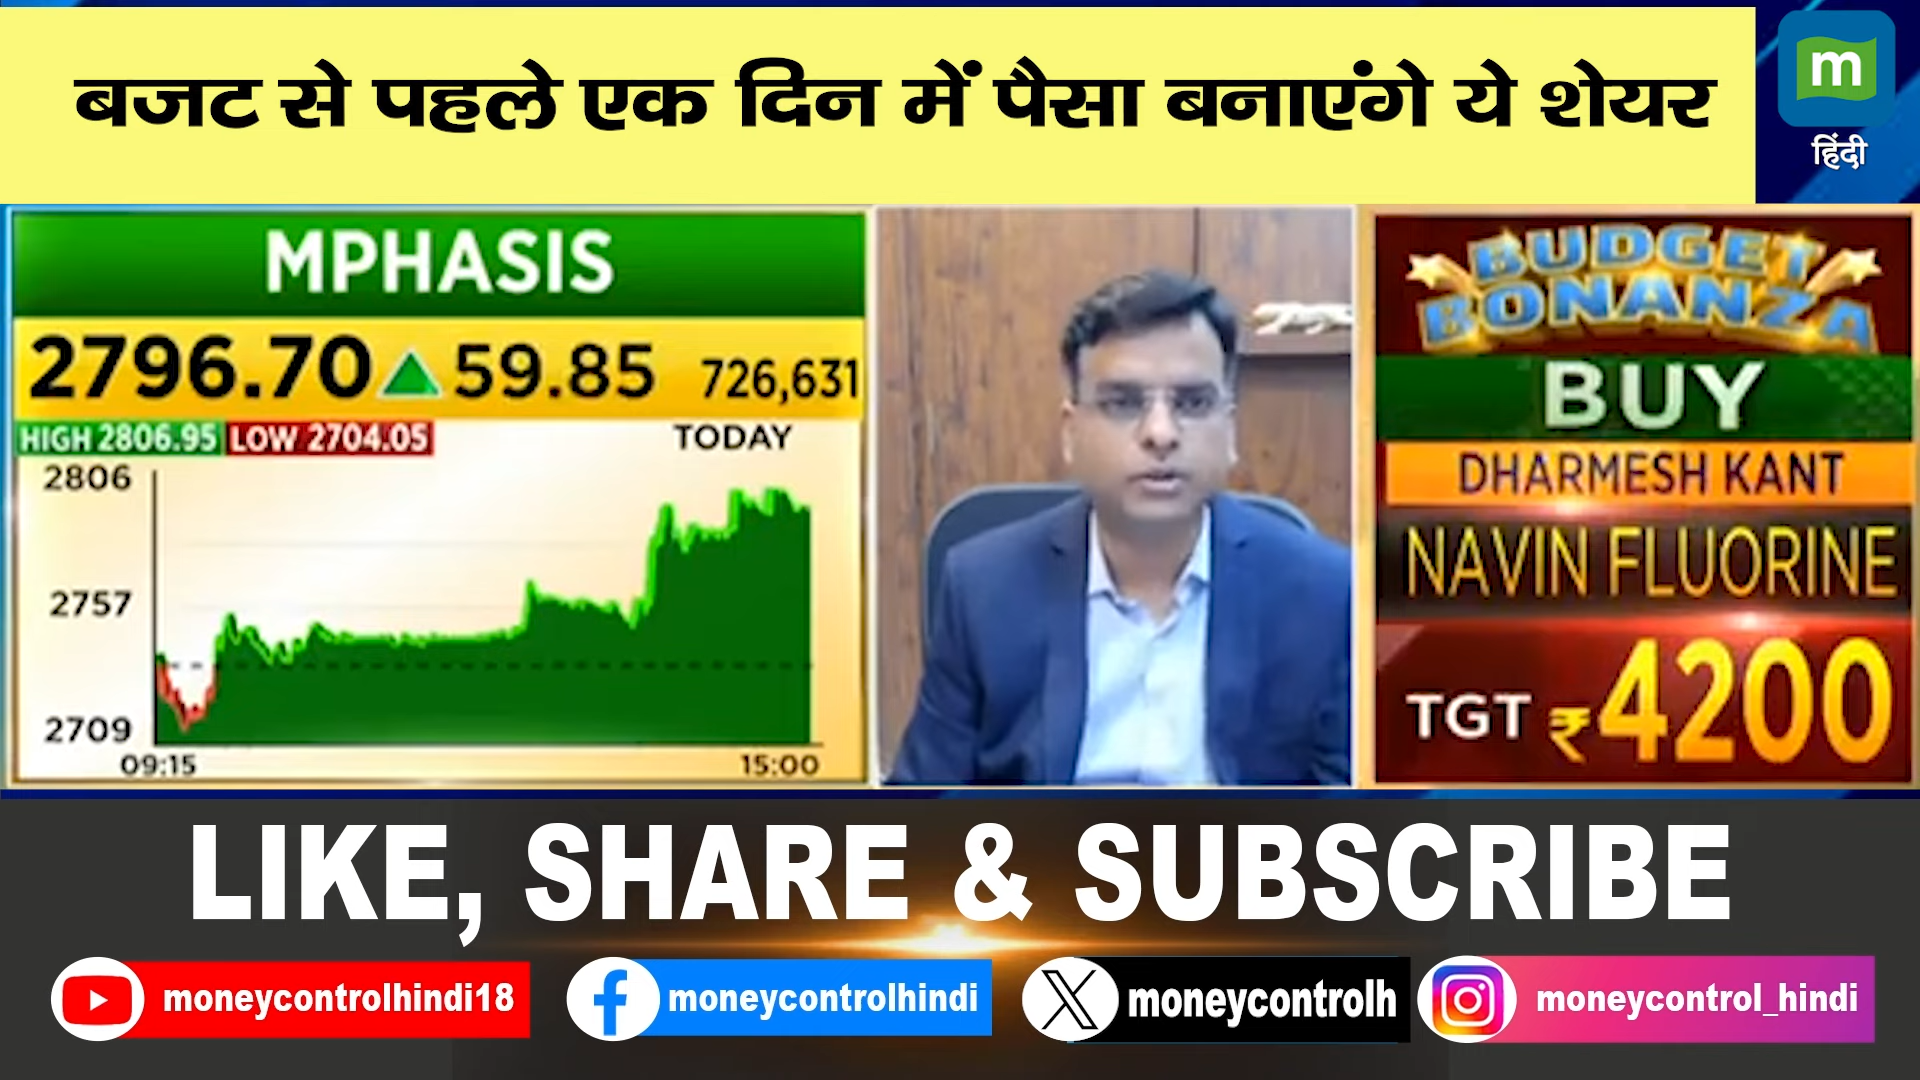 बजट से पहले एक दिन में पैसा बनाएंगे ये शेयर
m
हिंदी
MPHASIS
2796.70 ▲ 59.85 726,631
HIGH 2806.95 LOW 2704.05
TODAY
2806
2757
2709
09:15 15:00
BUDGET
BONANZA
BUY
DHARMESH KANT
NAVIN FLUORINE
TGT ₹4200
LIKE, SHARE & SUBSCRIBE
moneycontrolhindi18
moneycontrolhindi
moneycontrolh
moneycontrol_hindi